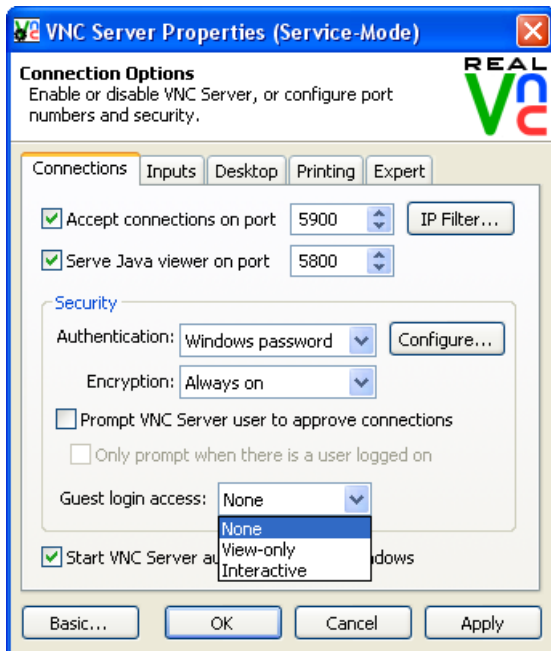 VNC Server Properties (Service-Mode)
REAL
VNC
Connection Options
Enable or disable VNC Server, or configure port
numbers and security.
Connections Inputs Desktop Printing Expert
Accept connections on port 5900 IP Filter...
Serve Java viewer on port 5800
Security
Authentication: Windows password Configure...
Encryption: Always on
Prompt VNC Server user to approve connections
Only prompt when there is a user logged on
Guest login access: None
None
View-only
Interactive
Start VNC Server
Basic... OK Cancel Apply